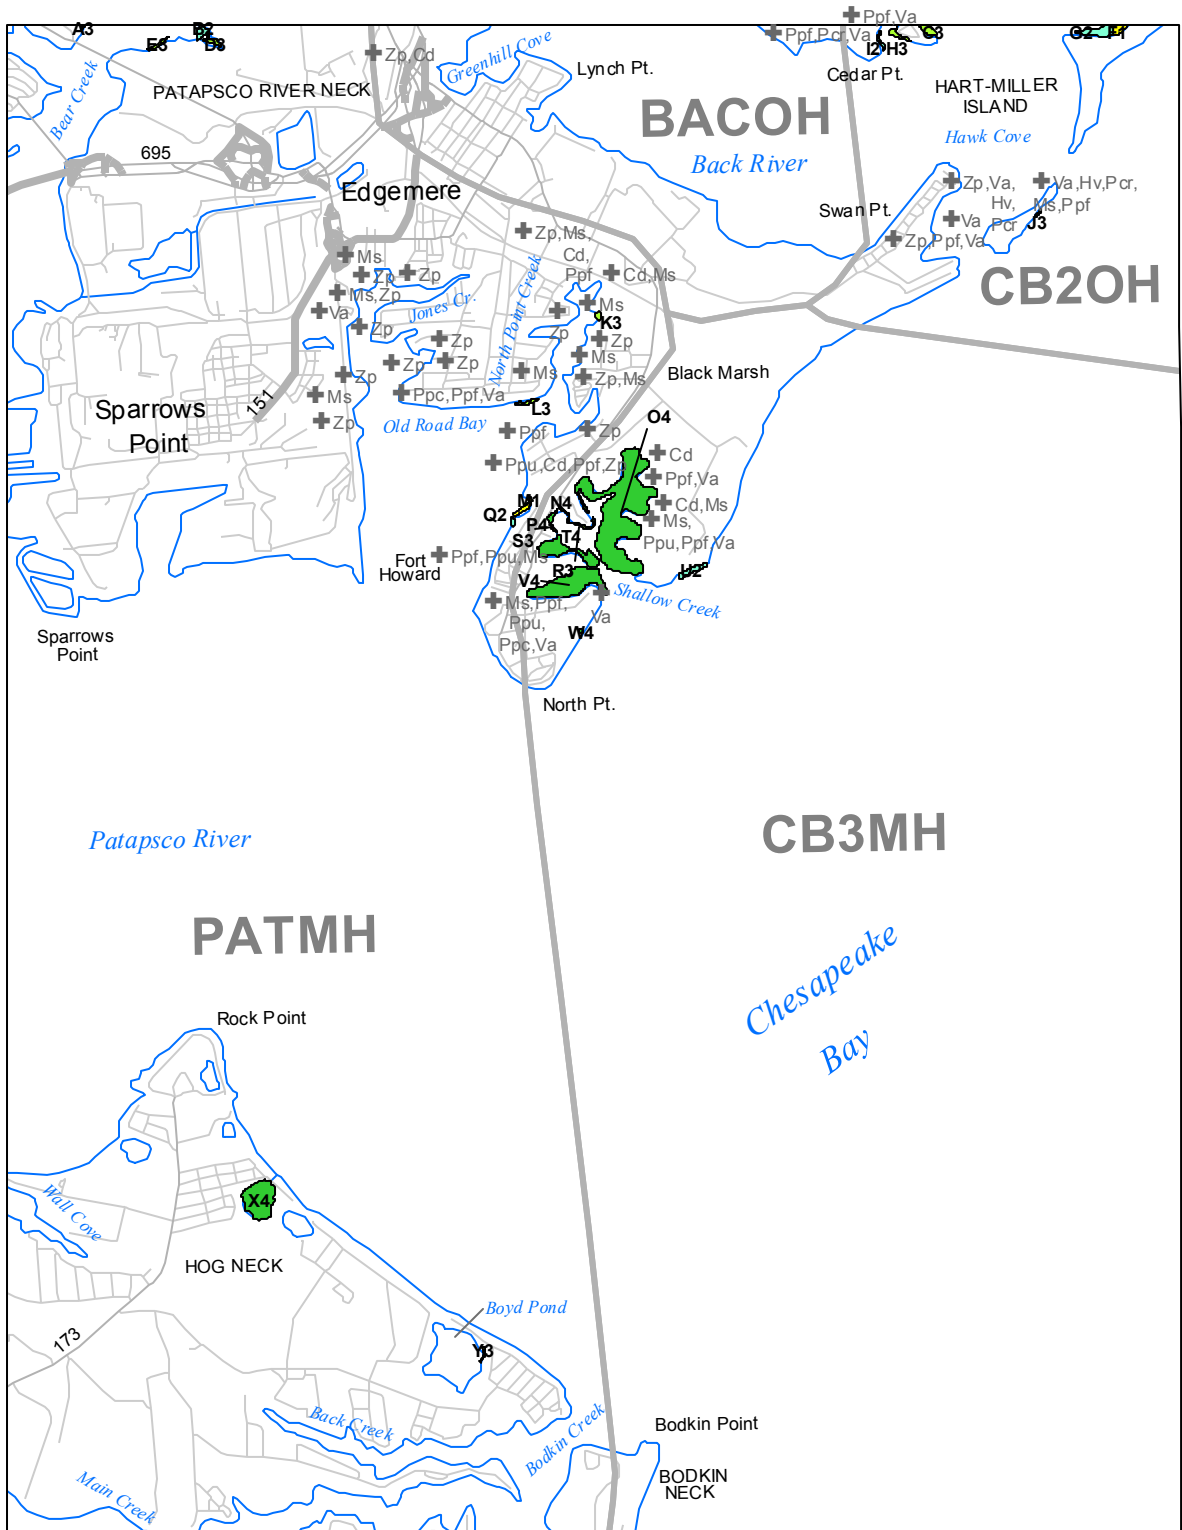 Ppf,Va
A3
B2
E3
D3
Zp,Cd
Greenhill Cove
Lynch Pt.
Ppf,Pcr,Va
I2
H3
C3
Cedar Pt.
G2
F1
PATAPSCO RIVER NECK
Bear Creek
HART-MILLER
ISLAND
BACOH
Hawk Cove
Back River
695
Edgemere
Zp,Va,
Hv,
Pcr
Va,Hv,Pcr,
Ms,Ppf
J3
Swan Pt.
Va
Zp,Ppf,Va
CB2OH
Zp,Ms,
Cd,
Ppf
Ms
Zp
Zp
Cd,Ms
Ms,Zp
Jones Cr.
North Point Creek
Ms
Va
Zp
K3
Zp
Zp
Zp
Ms
Zp
Zp
Zp
Ms
Zp,Ms
Black Marsh
Ms
Ppc,Ppf,Va
151
Sparrows
Point
L3
O4
Zp
Old Road Bay
Ppf
Zp
Cd
Ppu,Cd,Ppf,Zp
Ppf,Va
M1
N4
Cd,Ms
Q2
P4
Ms,
Ppu,Ppf,Va
S3
T4
Fort
Howard
Ppf,Ppu,Ms
R3
U2
V4
Shallow Creek
Ms,Ppf,
Ppu,
Ppc,Va
Va
W4
Sparrows
Point
North Pt.
Patapsco River
CB3MH
PATMH
Chesapeake
Bay
Rock Point
Wall Cove
X4
HOG NECK
Boyd Pond
173
Y3
Back Creek
Bodkin Creek
Bodkin Point
Main Creek
BODKIN
NECK